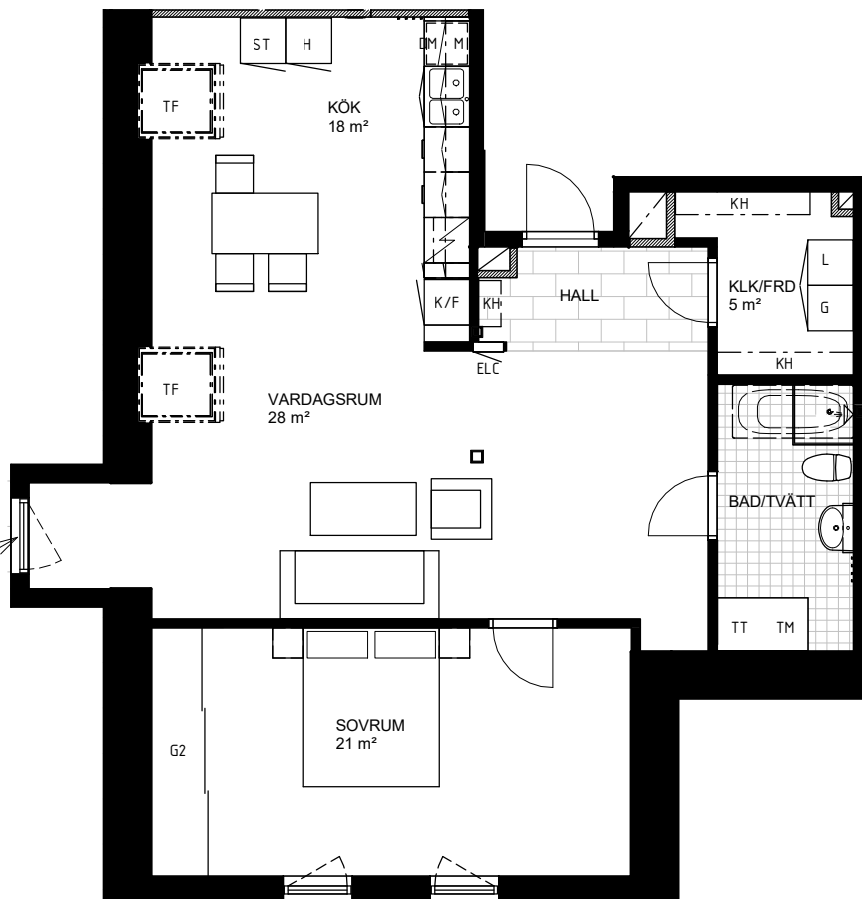 ST H
DM M
TF
KÖK
18 m²
KH
L
KLK/FRD
5 m²
G
HALL
K/F
KH
KH
ELC
TF
VARDAGSRUM
28 m²
BAD/TVÄTT
TT TM
SOVRUM
21 m²
G2